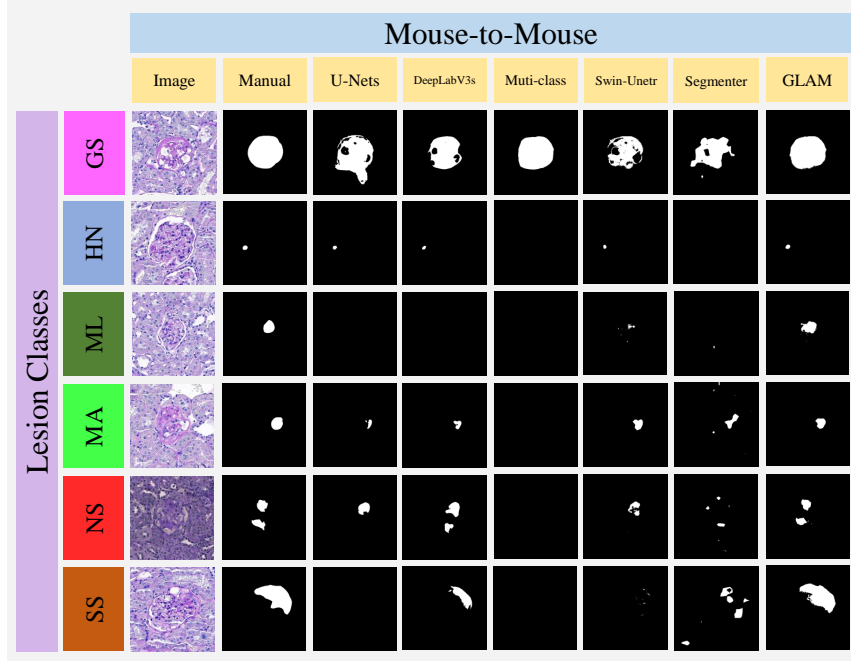 Mouse-to-Mouse
Image Manual U-Nets DeepLabV3s Muti-class Swin-Unetr Segmenter GLAM
Lesion Classes
GS
HN
ML
MA
NS
SS